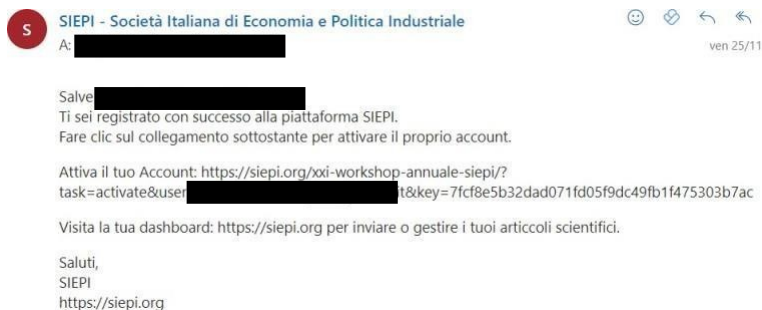 S
SIEPI - Società Italiana di Economia e Politica Industriale
A:
ven 25/11
Salve
Ti sei registrato con successo alla piattaforma SIEPI.
Fare clic sul collegamento sottostante per attivare il proprio account.
Attiva il tuo Account: https://siepi.org/xxi-workshop-annuale-siepi/?
task=activate&user it&key=7fcf8e5b32dad071fd05f9dc49fb1f475303b7ac
Visita la tua dashboard: https://siepi.org per inviare o gestire i tuoi articcoli scientifici.
Saluti,
SIEPI
https://siepi.org